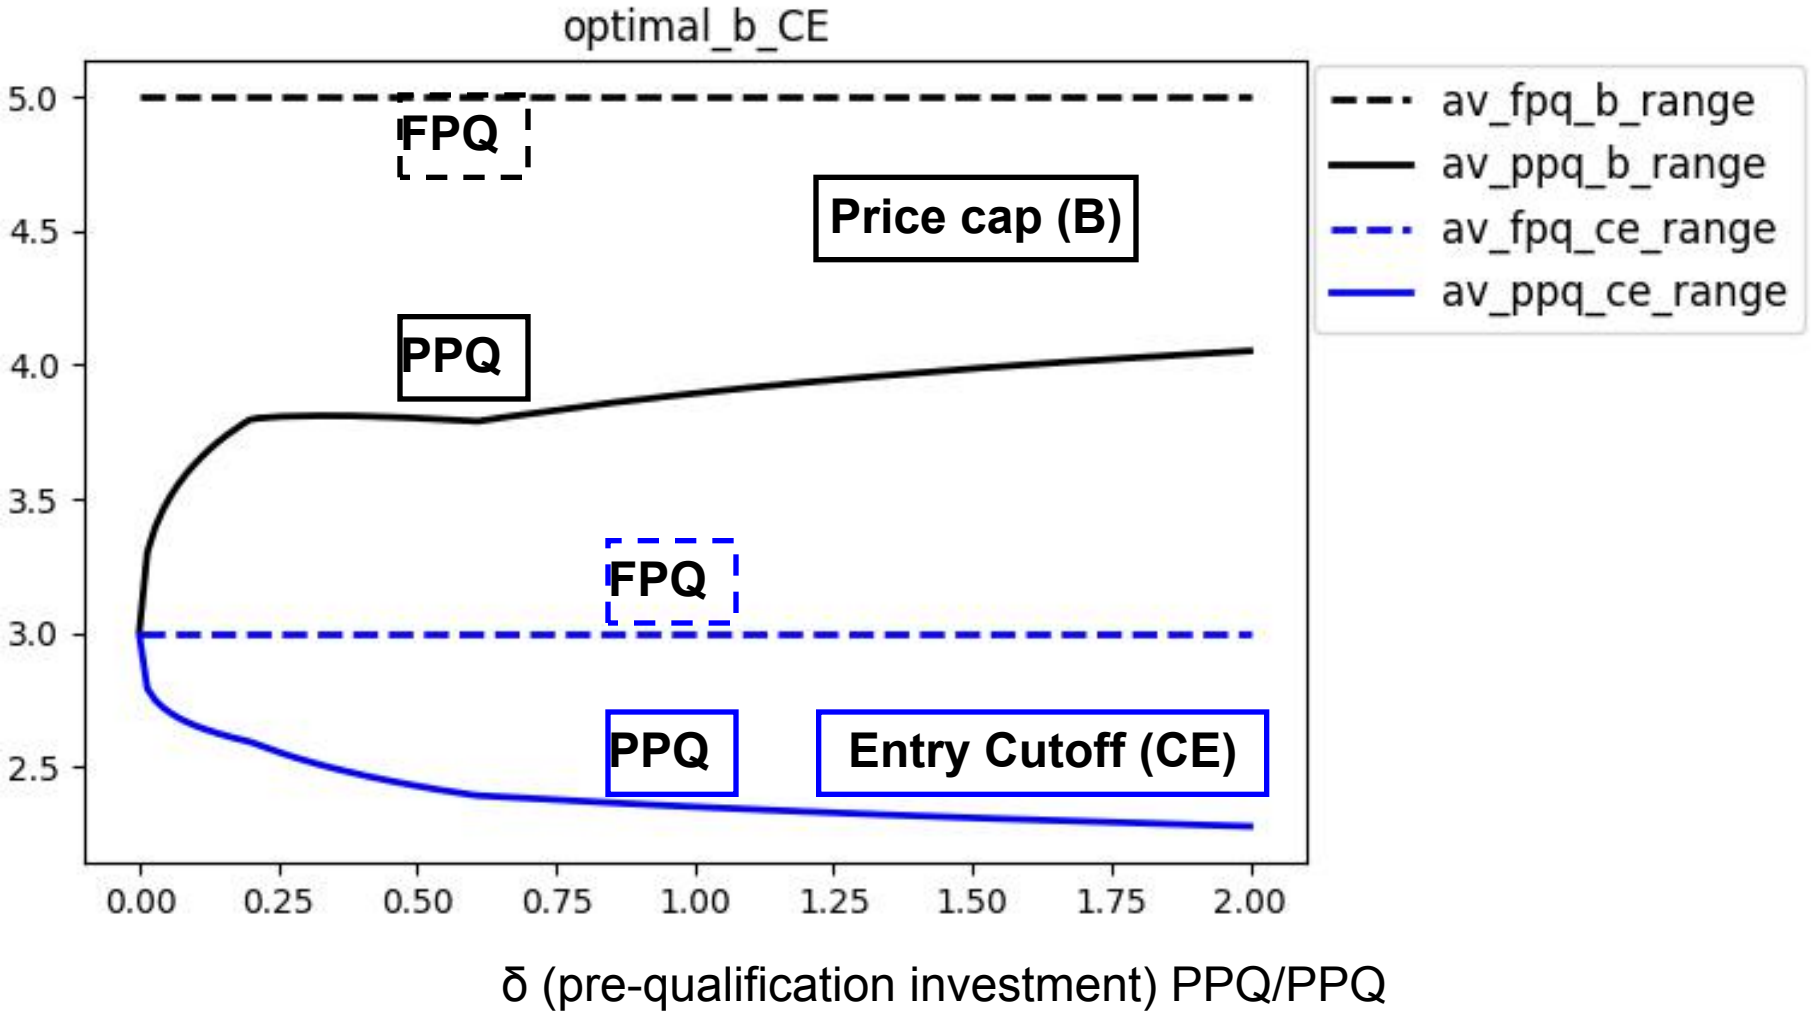 optimal_b_CE
5.0
4.5
4.0
3.5
3.0
2.5
FPQ
Price cap (B)
PPQ
FPQ
PPQ
Entry Cutoff (CE)
av_fpq_b_range
av_ppq_b_range
av_fpq_ce_range
av_ppq_ce_range
0.00 0.25 0.50 0.75 1.00 1.25 1.50 1.75 2.00
δ (pre-qualification investment) PPQ/PPQ